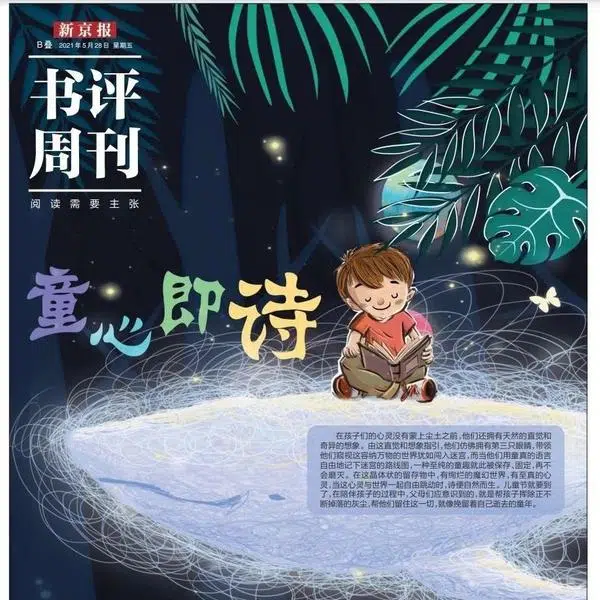 新京报
B叠 2021年5月28日 星期五
书评
周刊
阅读需要主张
童心即诗
在孩子们的心灵没有蒙上尘土之前,他们还拥有天然的直觉和
奇异的想象。由这直觉和想象指引,他们仿佛拥有第三只眼睛,带领
他们窥视这容纳万物的世界犹如闯入迷宫,而当他们用童真的语言
自由地记下迷宫的路线图,一种至纯的童趣就此被保存、固定,再不
会磨灭。在这晶体状的留存物中,有绚烂的魔幻世界,有至真的心
灵,当这心灵与世界一起自由跳动时,诗便自然而生。儿童节就要到
了,在陪伴孩子的过程中,父母们应意识到的,就是帮孩子挥除正不
断掉落的灰尘,帮他们留住这一切,就像挽留着自己逝去的童年。